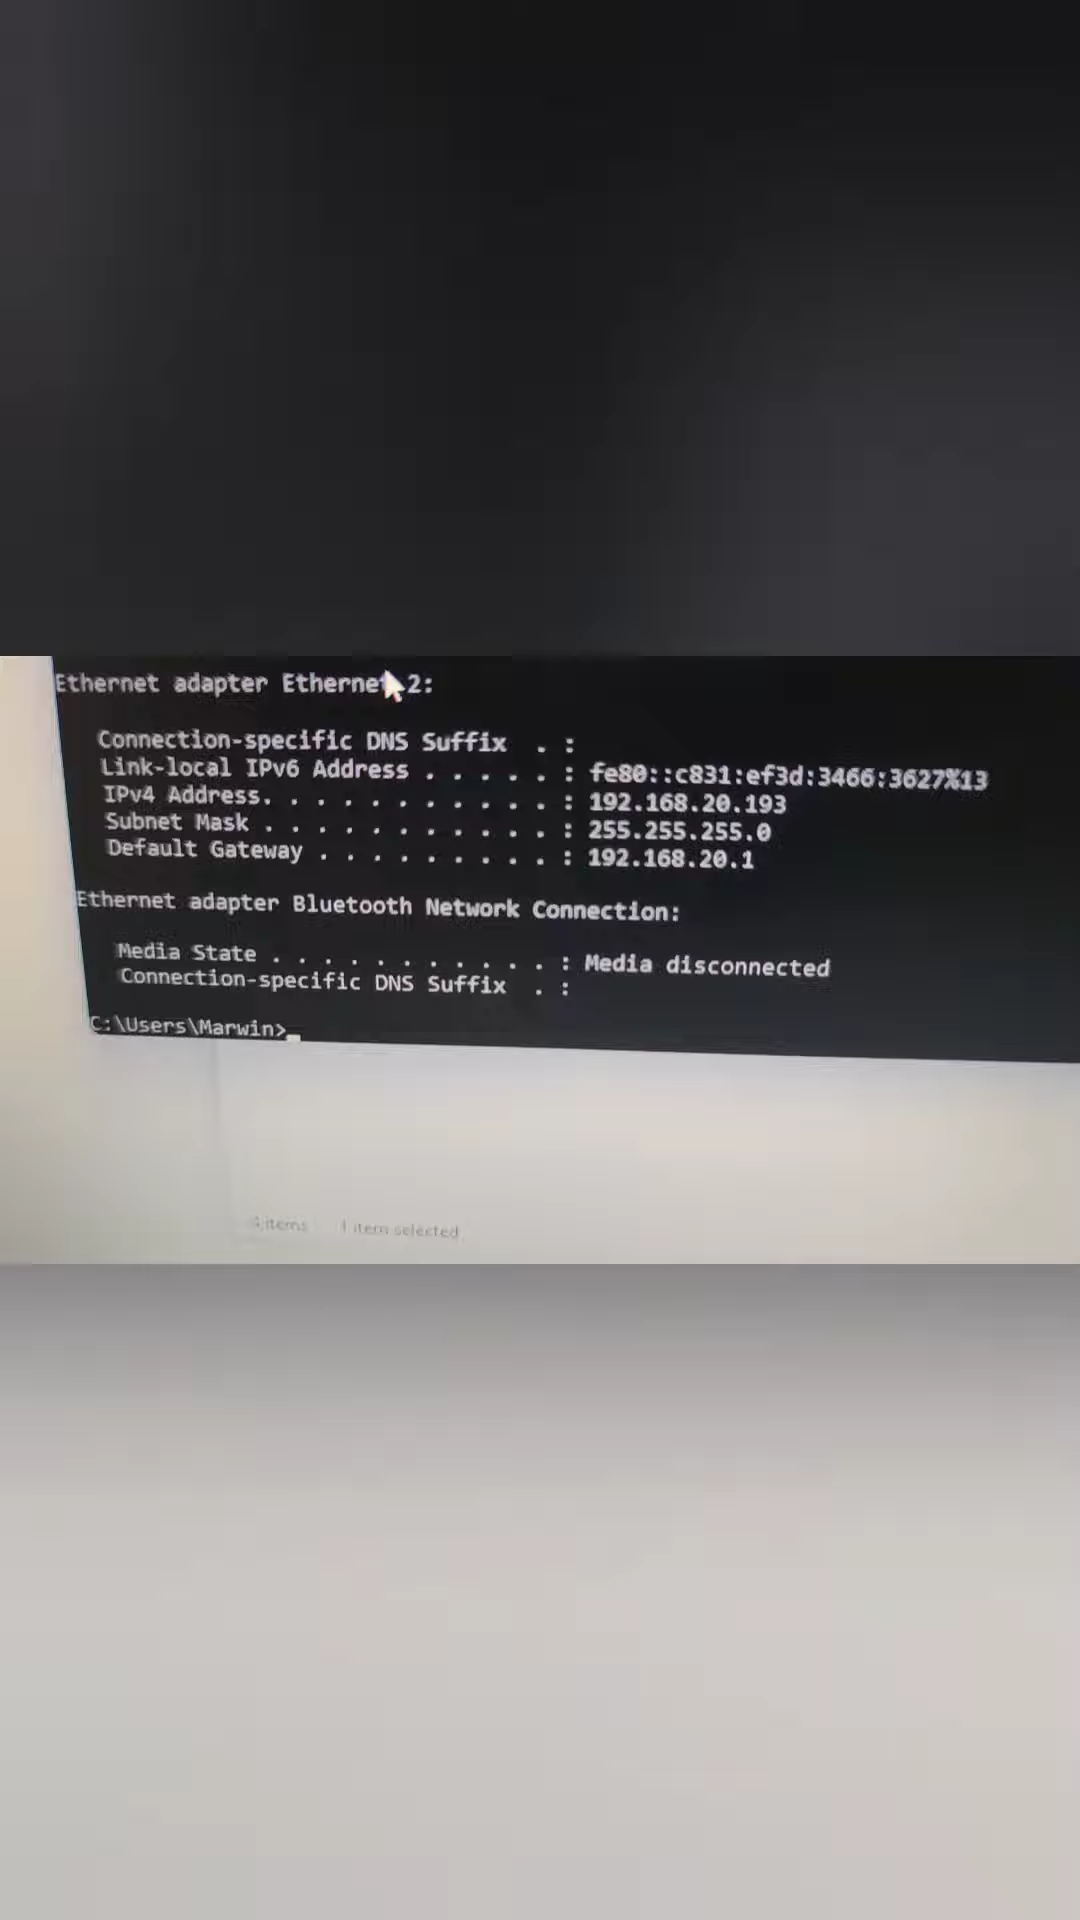 Ethernet adapter Ethernet 2:
Connection-specific DNS Suffix . :
Link-local IPv6 Address . . . . . : fe80::c831:ef3d:3466:3627%13
IPv4 Address. . . . . . . . . . . : 192.168.20.193
Subnet Mask . . . . . . . . . . . : 255.255.255.0
Default Gateway . . . . . . . . . : 192.168.20.1
Ethernet adapter Bluetooth Network Connection:
Media State . . . . . . . . . . . : Media disconnected
Connection-specific DNS Suffix . :
C:\Users\Marwin>_
4 items 1 item selected